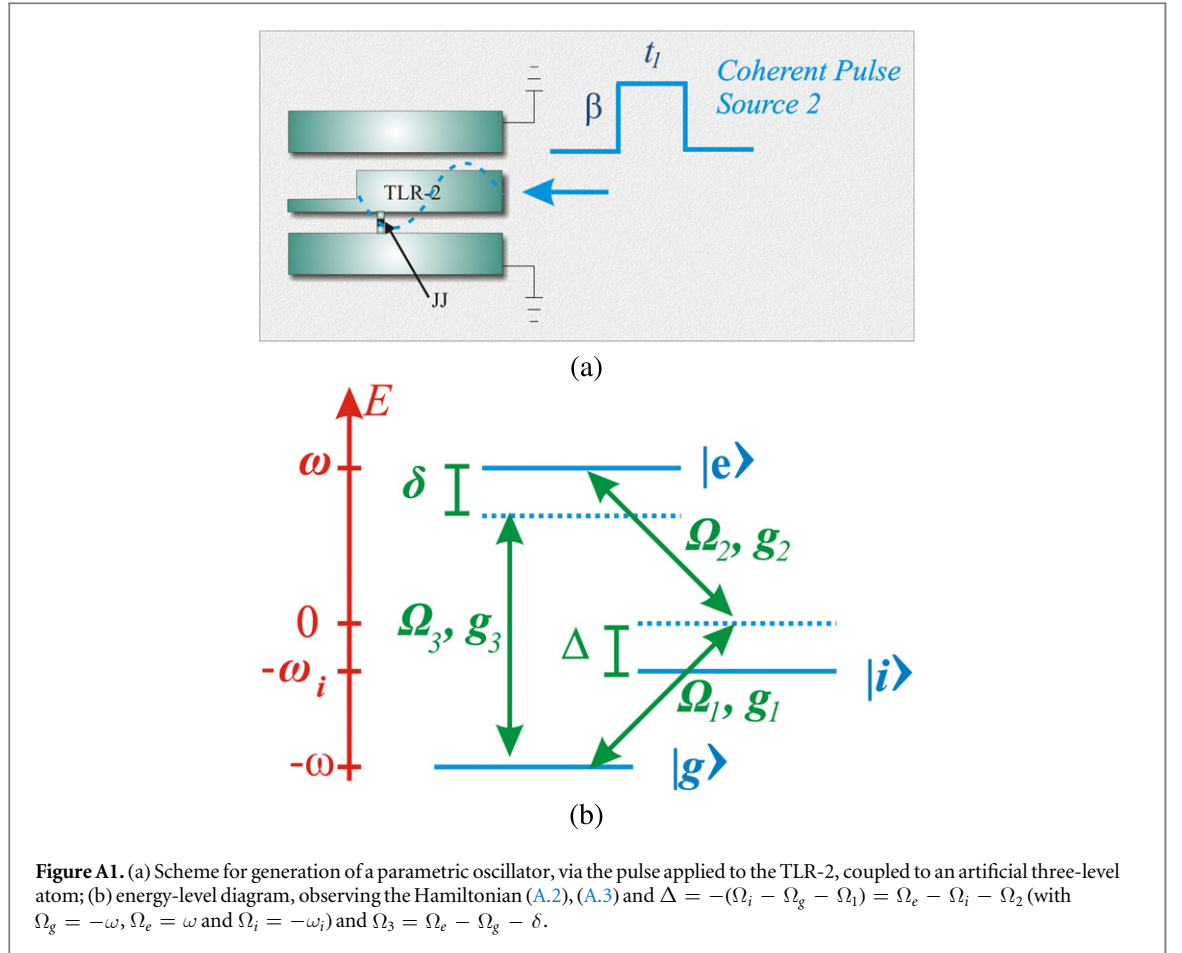 t₁
Coherent Pulse
Source 2
β
TLR-2
JJ
(a)
E
ω
|e⟩
δ
Ω₂, g₂
0
Ω₃, g₃
Δ
-ωᵢ
|i⟩
Ω₁, g₁
-ω
|g⟩
(b)
Figure A1. (a) Scheme for generation of a parametric oscillator, via the pulse applied to the TLR-2, coupled to an artificial three-level
atom; (b) energy-level diagram, observing the Hamiltonian (A.2), (A.3) and Δ = −(Ωᵢ − Ω_g − Ω₁) = Ωₑ − Ωᵢ − Ω₂ (with
Ω_g = −ω, Ωₑ = ω and Ωᵢ = −ωᵢ) and Ω₃ = Ωₑ − Ω_g − δ.